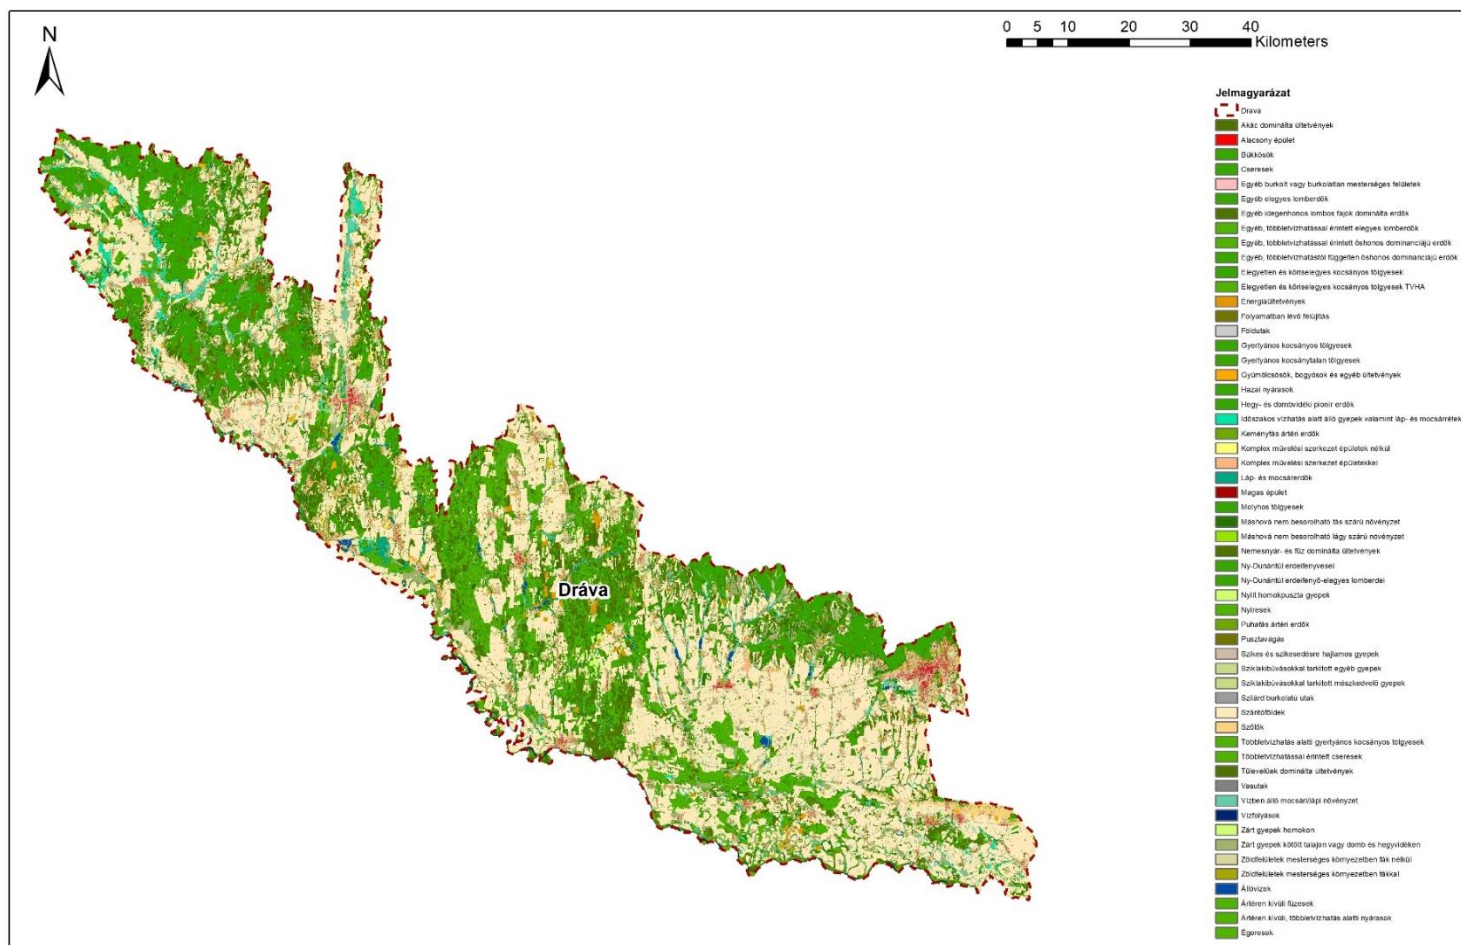 N
0 5 10 20 30 40
Kilometers
Jelmagyarázat
Drava
Akác dominálta ültetvények
Alacsony épület
Bükkösök
Cseresek
Egyéb burkolt vagy burkolatlan mesterséges felületek
Egyéb elegyes lomberdők
Egyéb idegenhonos lombos fajok dominálta erdők
Egyéb, többletvízhatással érintett elegyes lomberdők
Egyéb, többletvízhatással érintett őshonos dominanciájú erdők
Egyéb, többletvízhatástól független őshonos dominanciájú erdők
Elegyetlen és kőriselegyes kocsányos tölgyesek
Elegyetlen és kőriselegyes kocsányos tölgyesek TVHA
Energiaültetvények
Folyamatban lévő felújítás
Földutak
Gyertyános kocsányos tölgyesek
Gyertyános kocsánytalan tölgyesek
Gyümölcsösök, bogyósok és egyéb ültetvények
Hazai nyárasok
Hegy- és dombvidéki pionír erdők
Időszakos vízhatás alatt álló gyepek valamint láp- és mocsárrétek
Keményfás ártéri erdők
Komplex művelési szerkezet épületek nélkül
Komplex művelési szerkezet épületekkel
Láp- és mocsárerdők
Magas épület
Molyhos tölgyesek
Máshová nem besorolható fás szárú növényzet
Máshová nem besorolható lágy szárú növényzet
Nemesnyár- és fűz dominálta ültetvények
Ny-Dunántúl erdeifenyvesei
Ny-Dunántúl erdeifenyő-elegyes lomberdei
Nyílt homokpuszta gyepek
Nyíresek
Puhafás ártéri erdők
Pusztavágás
Szikes és szikesedésre hajlamos gyepek
Sziklakibúvásokkal tarkított egyéb gyepek
Sziklakibúvásokkal tarkított mészkedvelő gyepek
Szilárd burkolatú utak
Szántóföldek
Szőlők
Többletvízhatás alatti gyertyános kocsányos tölgyesek
Többletvízhatással érintett cseresek
Tűlevelűek dominálta ültetvények
Vasutak
Vízben álló mocsári/lápi növényzet
Vízfolyások
Zárt gyepek homokon
Zárt gyepek kötött talajon vagy domb és hegyvidéken
Zöldfelületek mesterséges környezetben fák nélkül
Zöldfelületek mesterséges környezetben fákkal
Állóvizek
Ártéren kívüli fűzesek
Ártéren kívüli, többletvízhatás alatti nyárasok
Égeresek
Dráva